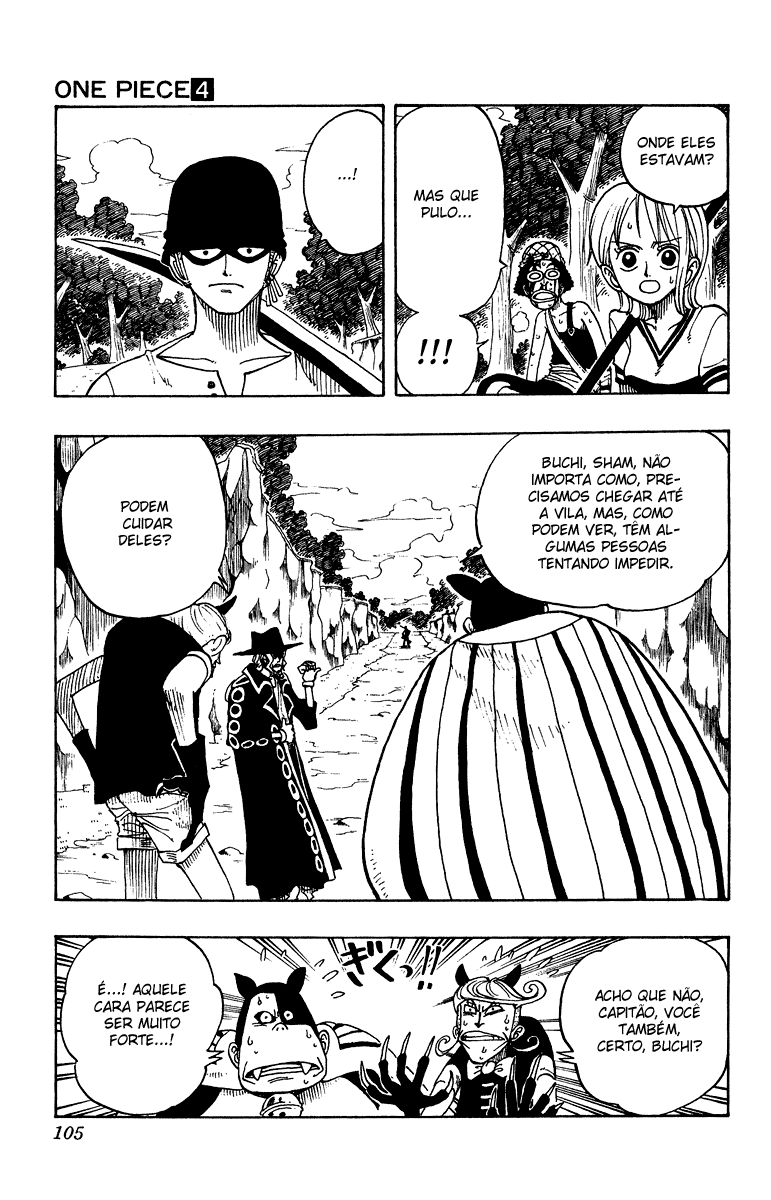 ONE PIECE 4
ONDE ELES
ESTAVAM?
MAS QUE
PULO...
!!!
...!
BUCHI, SHAM, NÃO
IMPORTA COMO, PRE-
CISAMOS CHEGAR ATÉ
A VILA, MAS, COMO
PODEM VER, TÊM AL-
GUMAS PESSOAS
TENTANDO IMPEDIR.
PODEM
CUIDAR
DELES?
ぎくっ!!
ACHO QUE NÃO,
CAPITÃO, VOCÊ
TAMBÉM,
CERTO, BUCHI?
É...! AQUELE
CARA PARECE
SER MUITO
FORTE...!
105